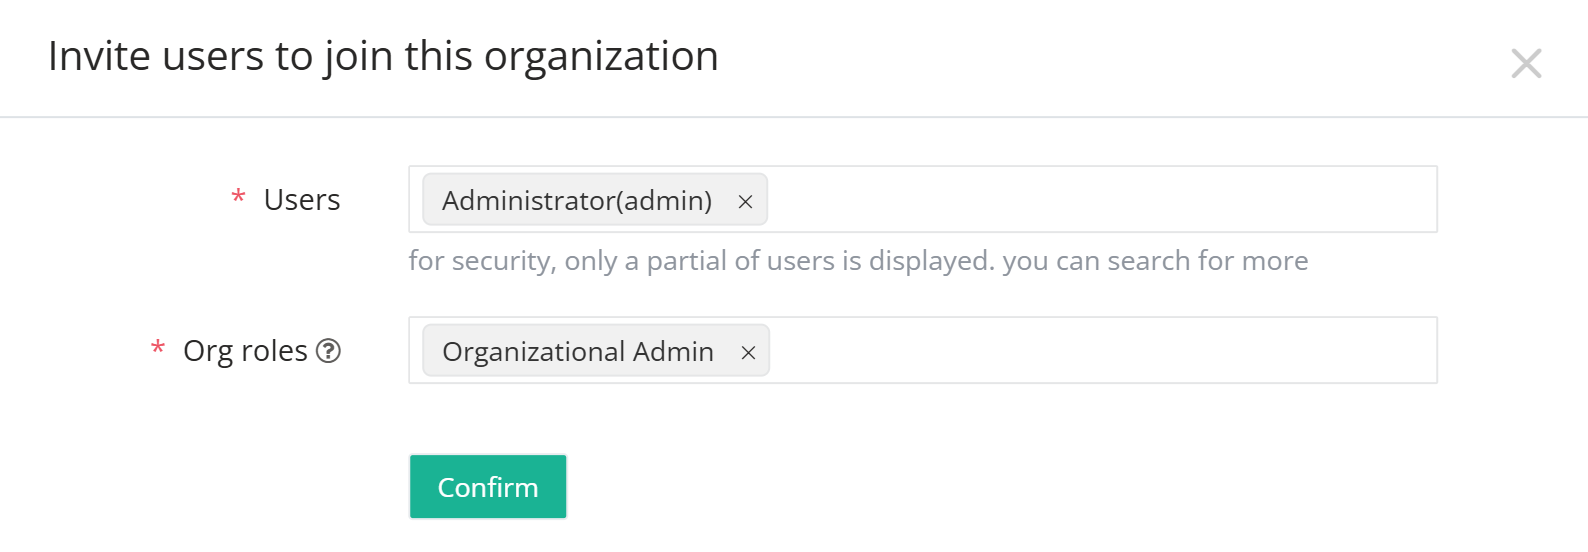 Invite users to join this organization
* Users
Administrator(admin) ×
for security, only a partial of users is displayed. you can search for more
* Org roles ?
Organizational Admin ×
Confirm